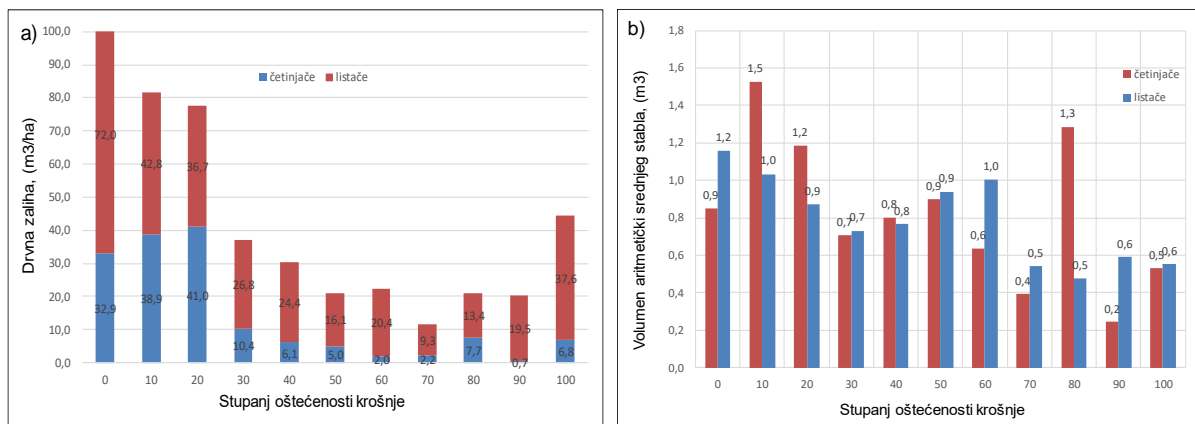 a)
100,0
90,0
80,0
70,0
60,0
50,0
40,0
30,0
20,0
10,0
0,0
Drvna zaliha, (m3/ha)
četinjače listače
72,0 42,8 36,7 26,8 24,4 16,1 20,4 9,3 13,4 19,5 37,6
32,9 38,9 41,0 10,4 6,1 5,0 2,0 2,2 7,7 0,7 6,8
0 10 20 30 40 50 60 70 80 90 100
Stupanj oštećenosti krošnje
b)
1,8
1,6
1,4
1,2
1,0
0,8
0,6
0,4
0,2
0,0
Volumen aritmetički srednjeg stabla, (m3)
četinjače
listače
0,9 1,2 1,5 1,0 1,2 0,9 0,7 0,7 0,8 0,8 0,9 0,9 0,6 1,0 0,4 0,5 1,3 0,5 0,2 0,6 0,5 0,6
0 10 20 30 40 50 60 70 80 90 100
Stupanj oštećenosti krošnje